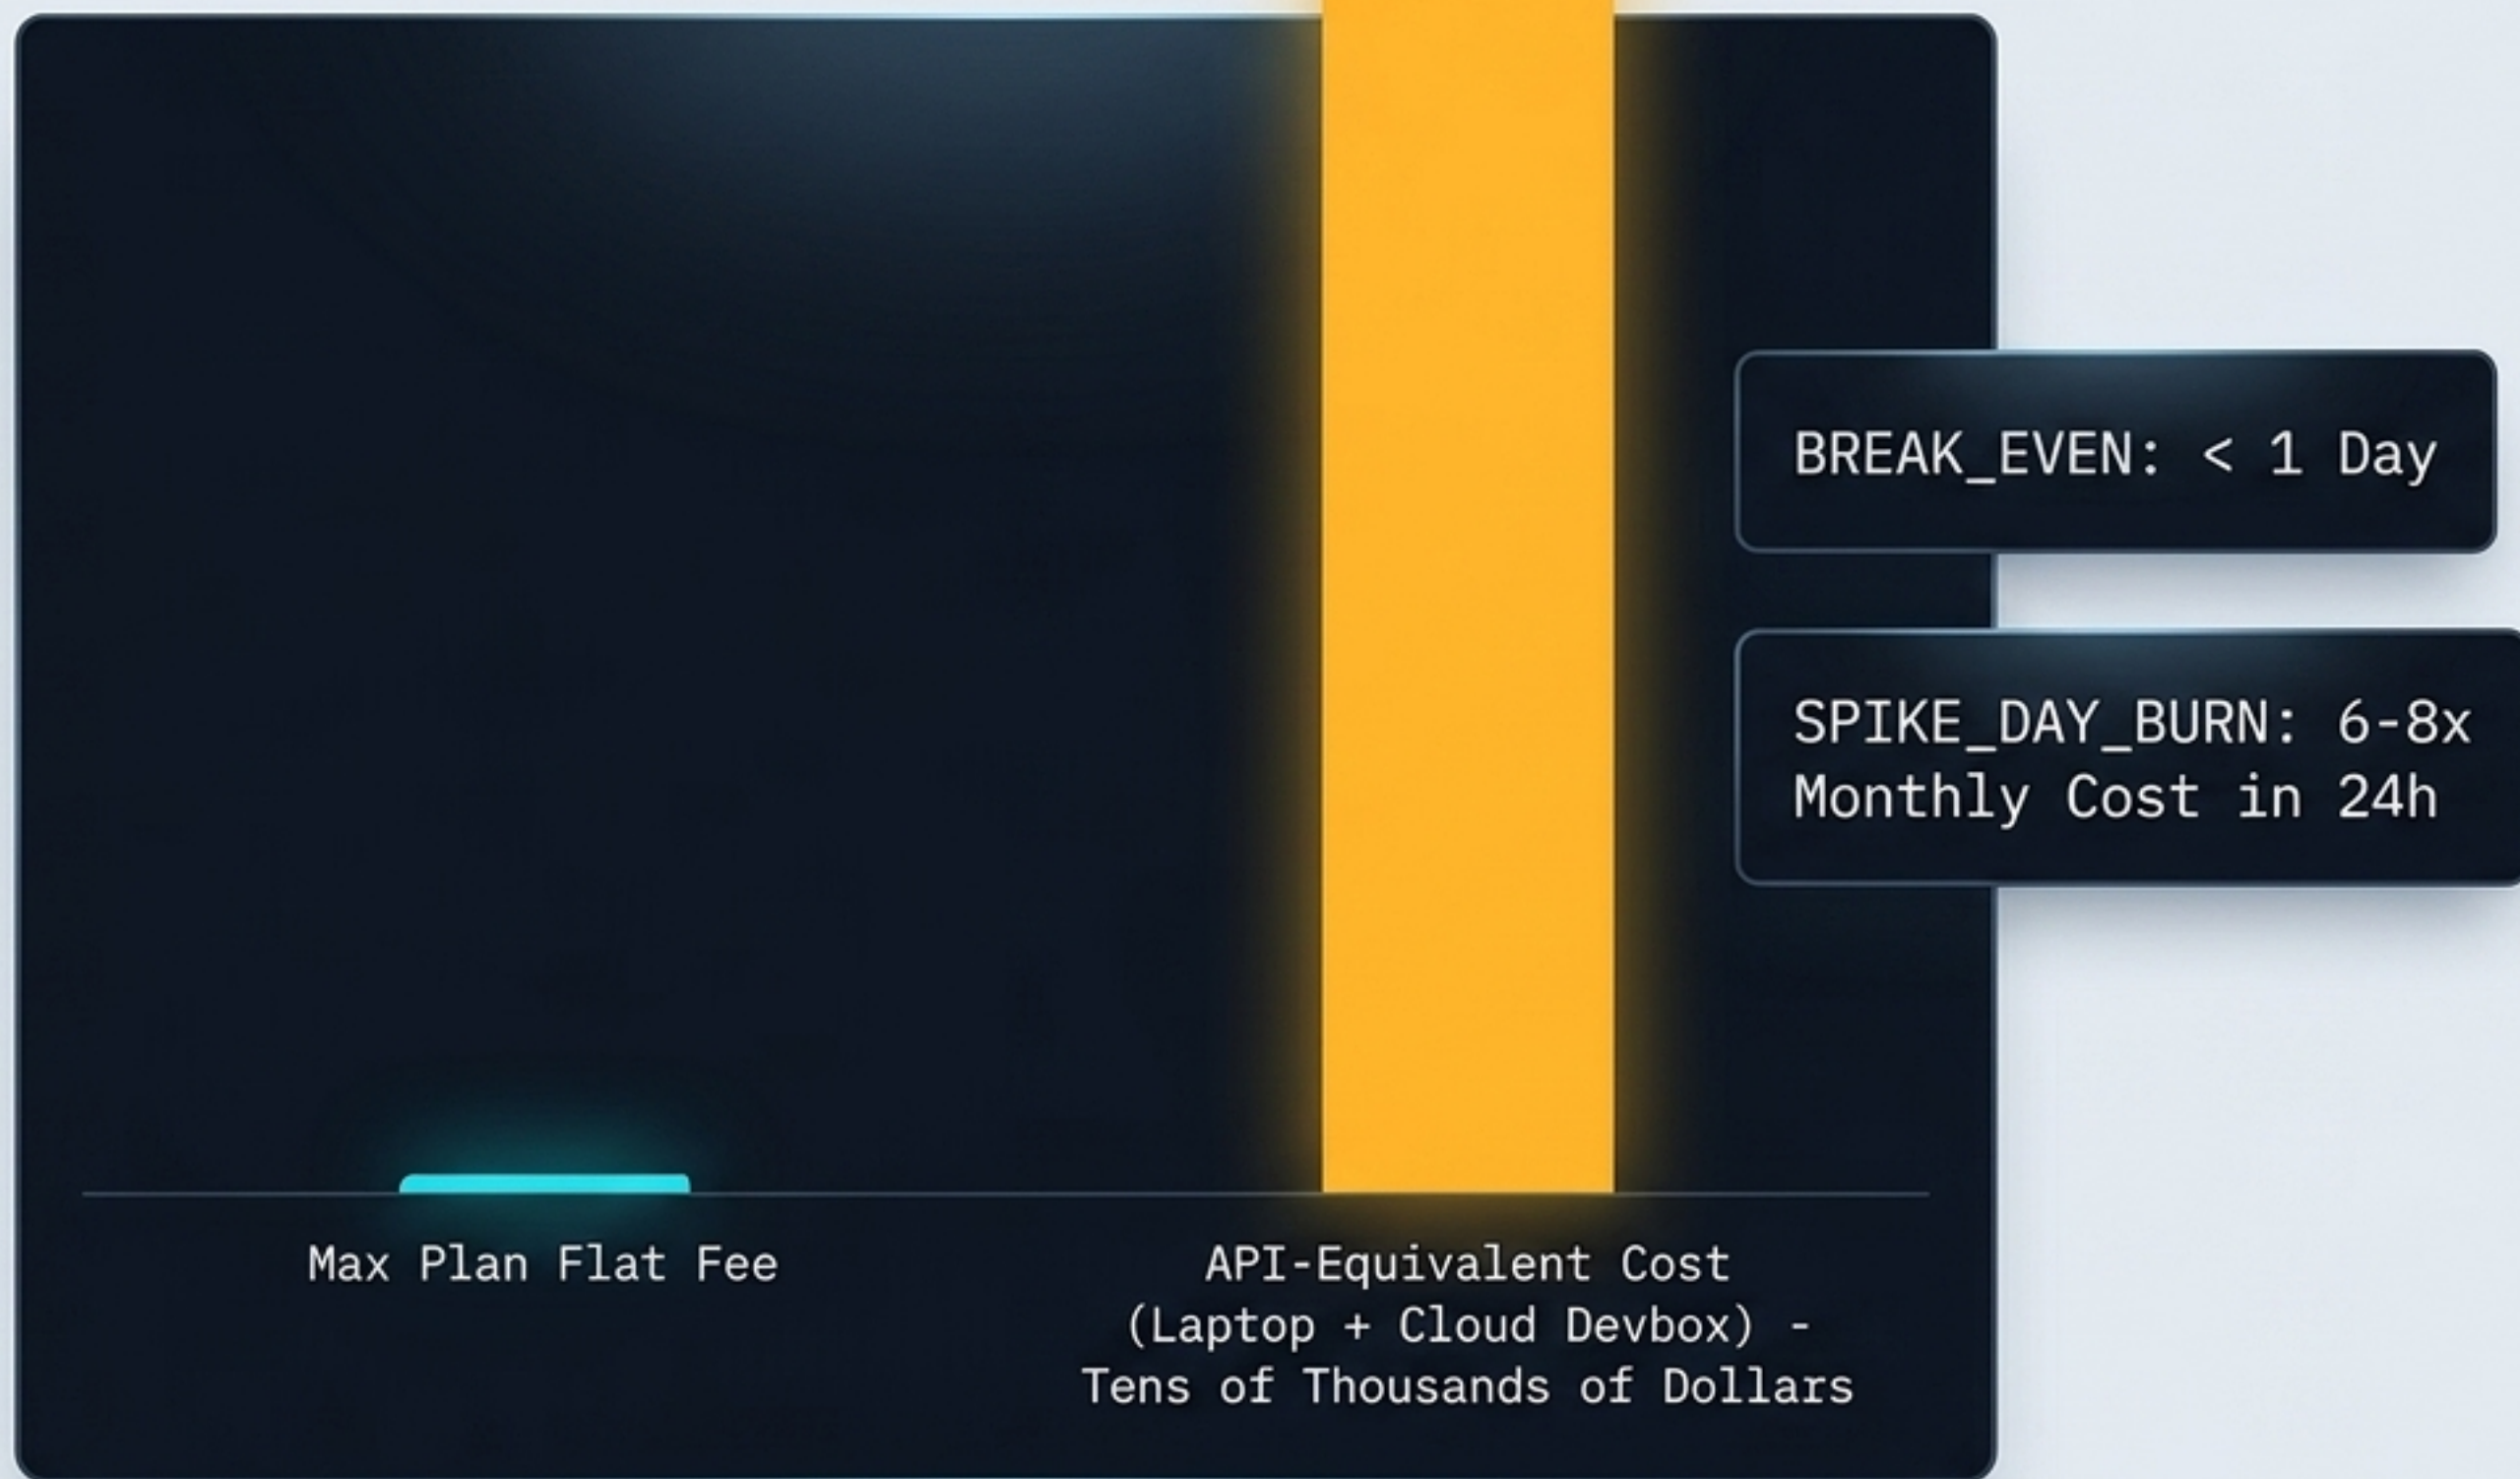 BREAK_EVEN: < 1 Day
SPIKE_DAY_BURN: 6-8x
Monthly Cost in 24h
Max Plan Flat Fee
API-Equivalent Cost
(Laptop + Cloud Devbox) -
Tens of Thousands of Dollars